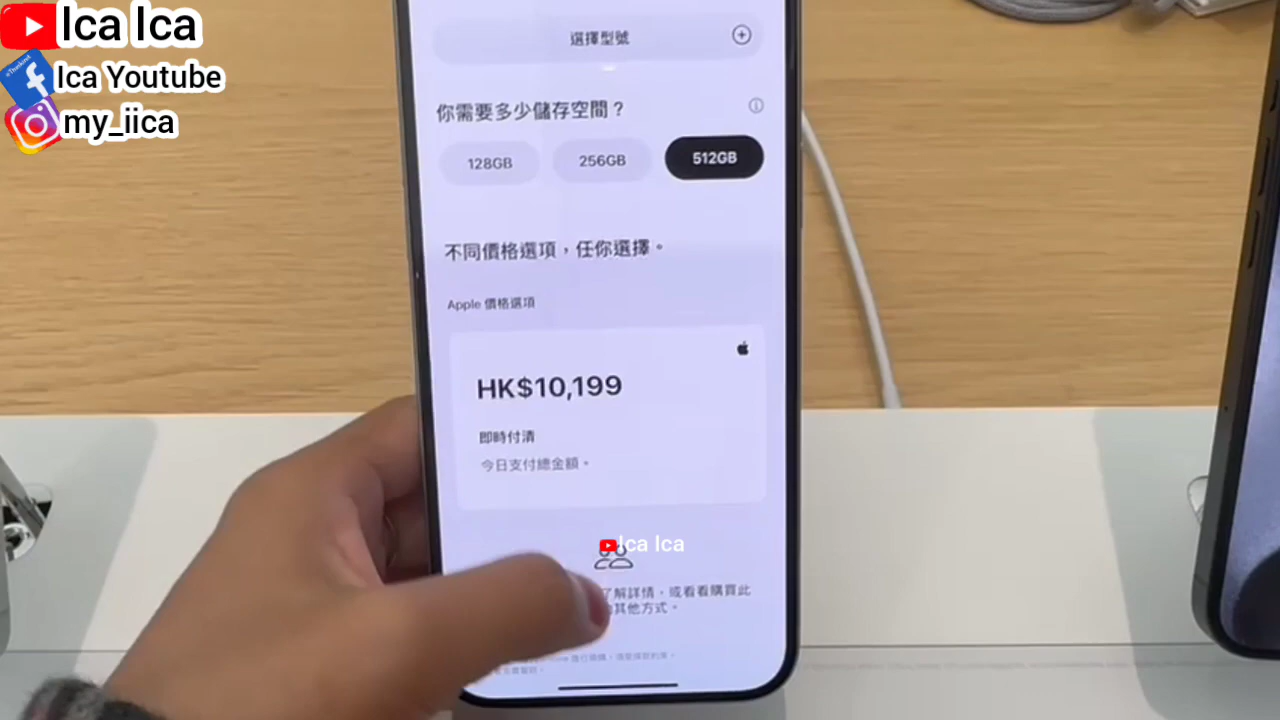 Ica Ica
Ica Youtube
my_iica
選擇型號
你需要多少儲存空間？
128GB
256GB
512GB
不同價格選項，任你選擇。
Apple 價格選項
HK$10,199
即時付清
今日支付總金額。
Ica Ica
了解詳情，或看看購買此
其他方式。